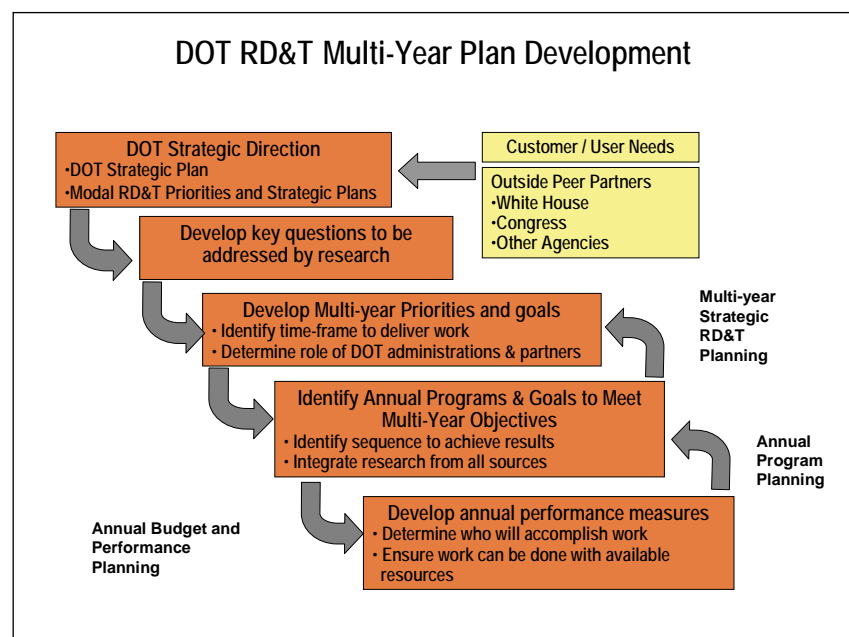 DOT RD&T Multi-Year Plan Development
DOT Strategic Direction
•DOT Strategic Plan
•Modal RD&T Priorities and Strategic Plans
Customer / User Needs
Outside Peer Partners
•White House
•Congress
•Other Agencies
Develop key questions to be
addressed by research
Develop Multi-year Priorities and goals
• Identify time-frame to deliver work
• Determine role of DOT administrations & partners
Multi-year
Strategic
RD&T
Planning
Identify Annual Programs & Goals to Meet
Multi-Year Objectives
• Identify sequence to achieve results
• Integrate research from all sources
Annual
Program
Planning
Develop annual performance measures
• Determine who will accomplish work
• Ensure work can be done with available
resources
Annual Budget and
Performance
Planning